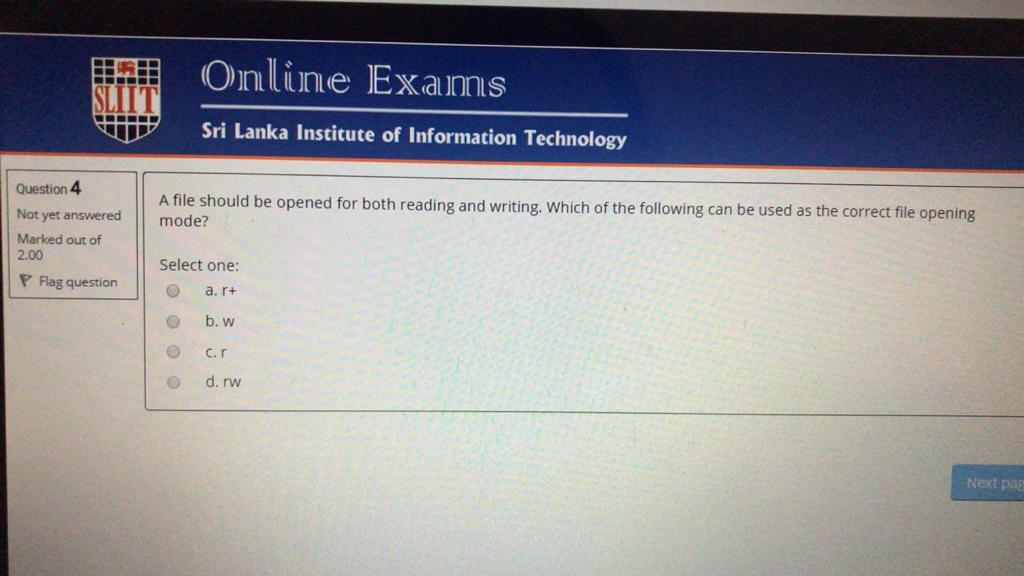 SLIIT
Online Exams
Sri Lanka Institute of Information Technology
Question 4
Not yet answered
Marked out of
2.00
Flag question
A file should be opened for both reading and writing. Which of the following can be used as the correct file opening
mode?
Select one:
a. r+
b. w
c. r
d. rw
Next pag